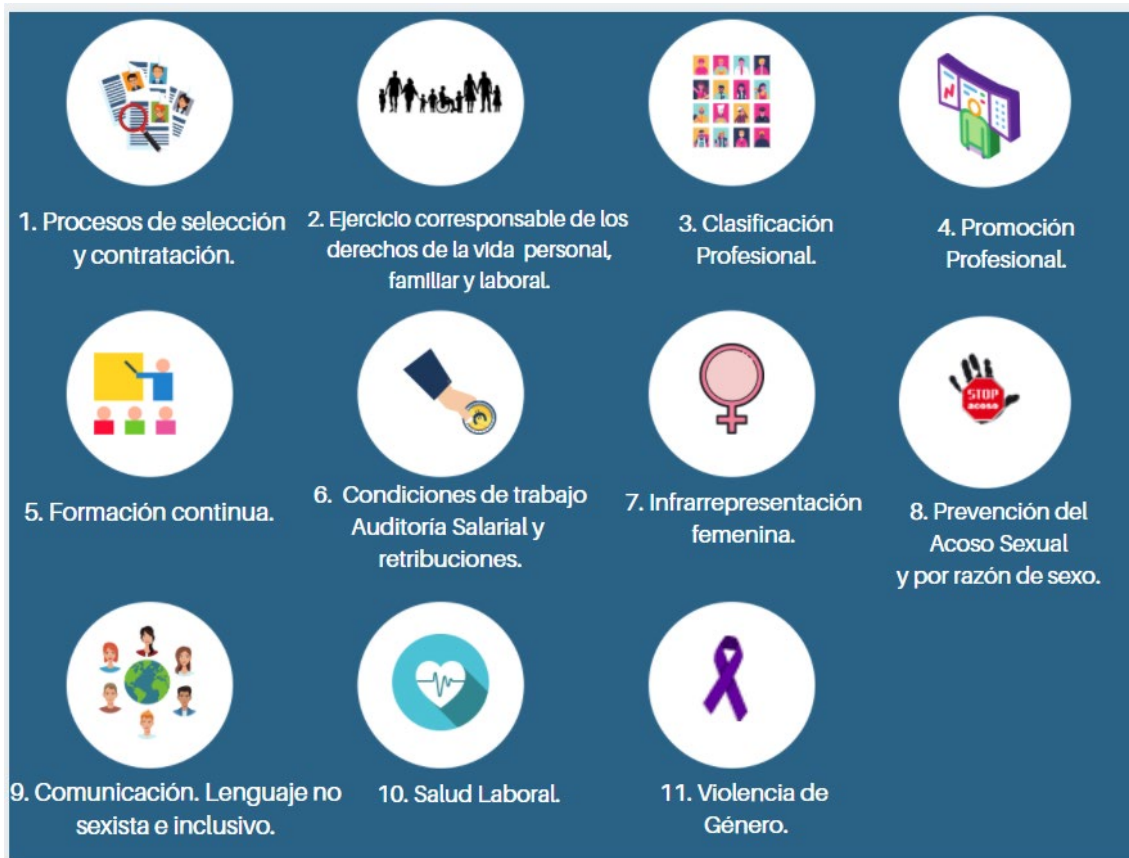 1. Procesos de selección
y contratación.
2. Ejercicio corresponsable de los
derechos de la vida personal,
familiar y laboral.
3. Clasificación
Profesional.
4. Promoción
Profesional.
5. Formación continua.
6. Condiciones de trabajo
Auditoría Salarial y
retribuciones.
7. Infrarrepresentación
femenina.
STOP
acoso
8. Prevención del
Acoso Sexual
y por razón de sexo.
9. Comunicación. Lenguaje no
sexista e inclusivo.
10. Salud Laboral.
11. Violencia de
Género.